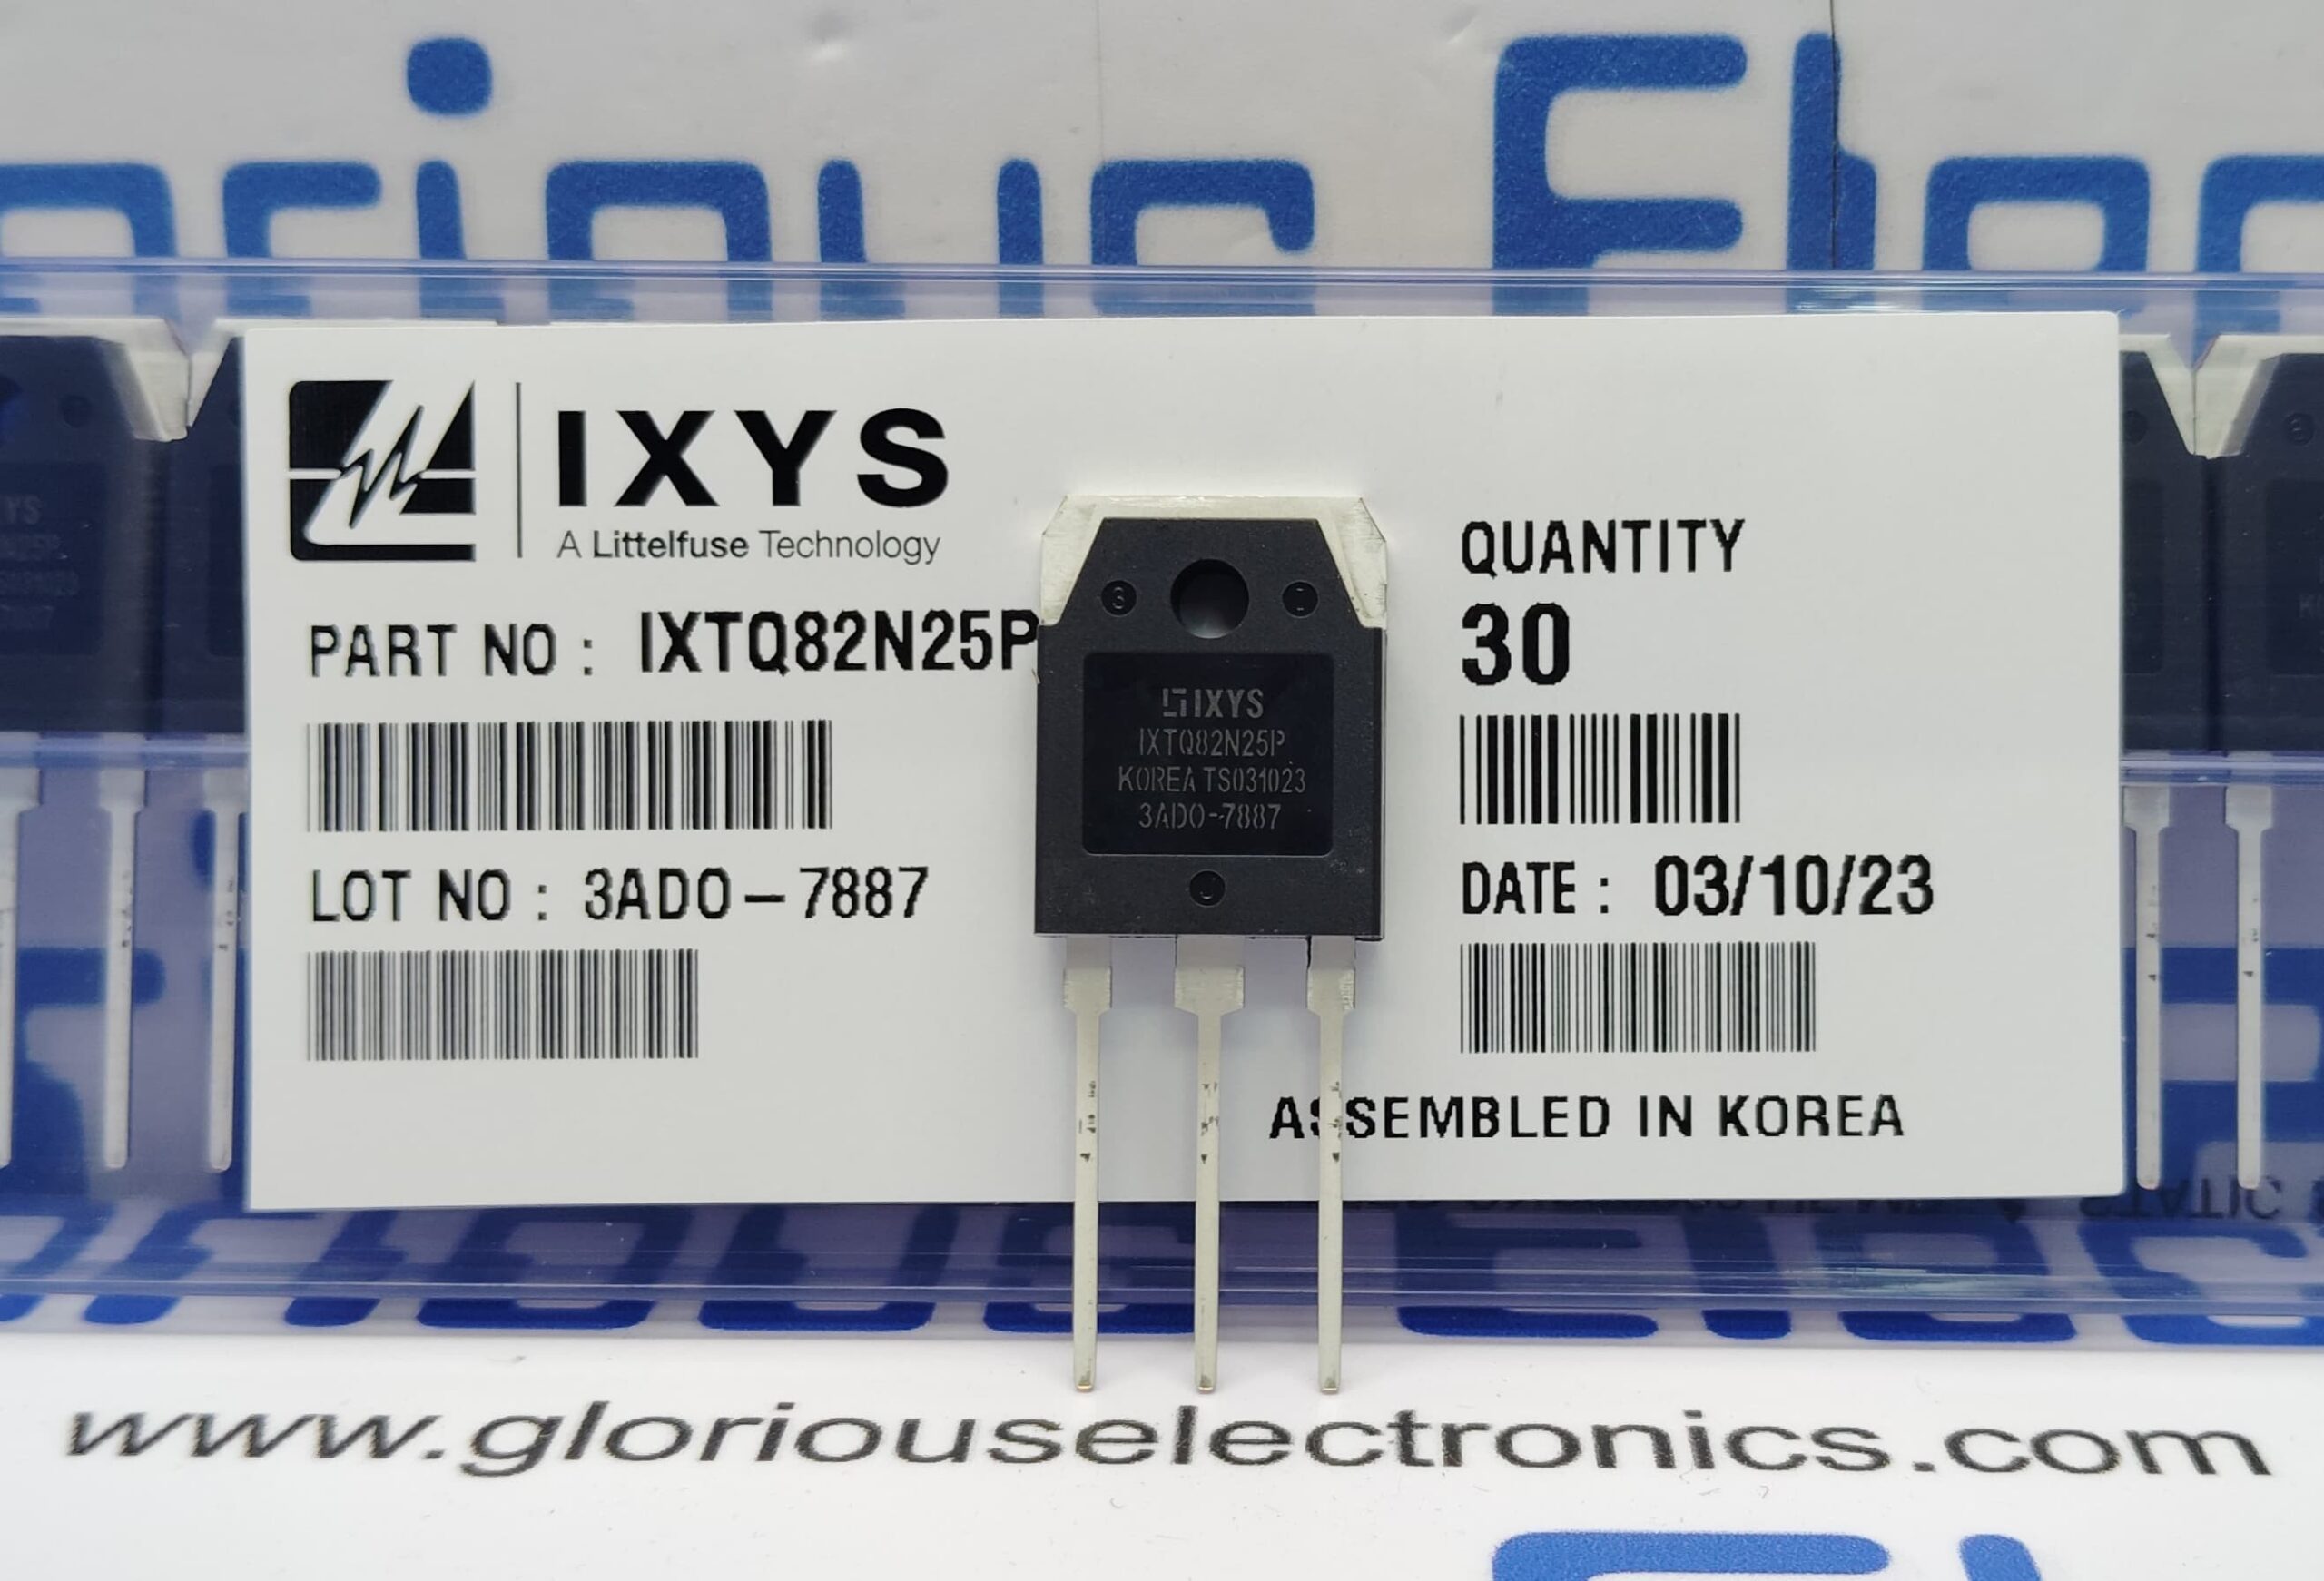 IXYS
A Littelfuse Technology
PART NO : IXTQ82N25P
LOT NO : 3ADO-7887
QUANTITY
30
DATE : 03/10/23
ASSEMBLED IN KOREA
IXYS
IXTQ82N25P
KOREA TS031023
3ADO-7887
www.gloriouselectronics.com